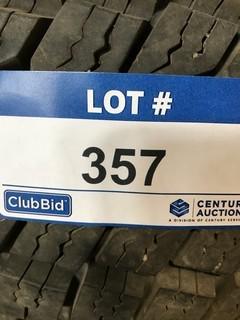 LOT #
357
ClubBid
CENTUR
AUCTION
A DIVISION OF CENTURY SERV